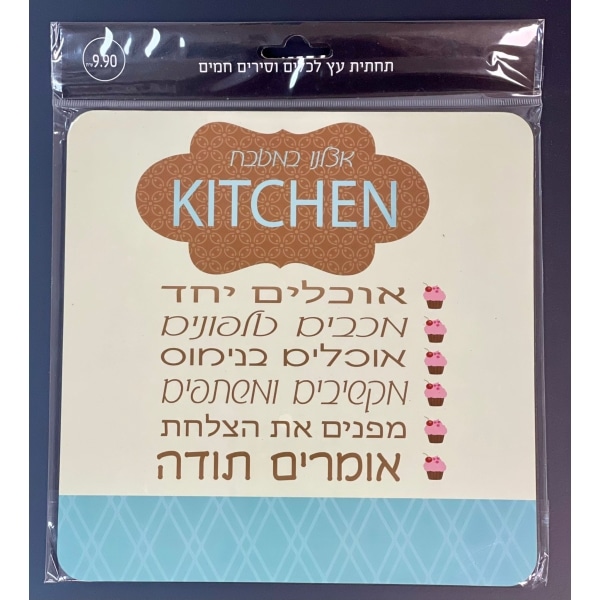 9.90 ש"ח
תחתית עץ לכלים וסירים חמים
אצלנו במטבח
KITCHEN
אוכלים יחד
מכבים טלפונים
אוכלים בנימוס
מקשיבים ומשתפים
מפנים את הצלחת
אומרים תודה